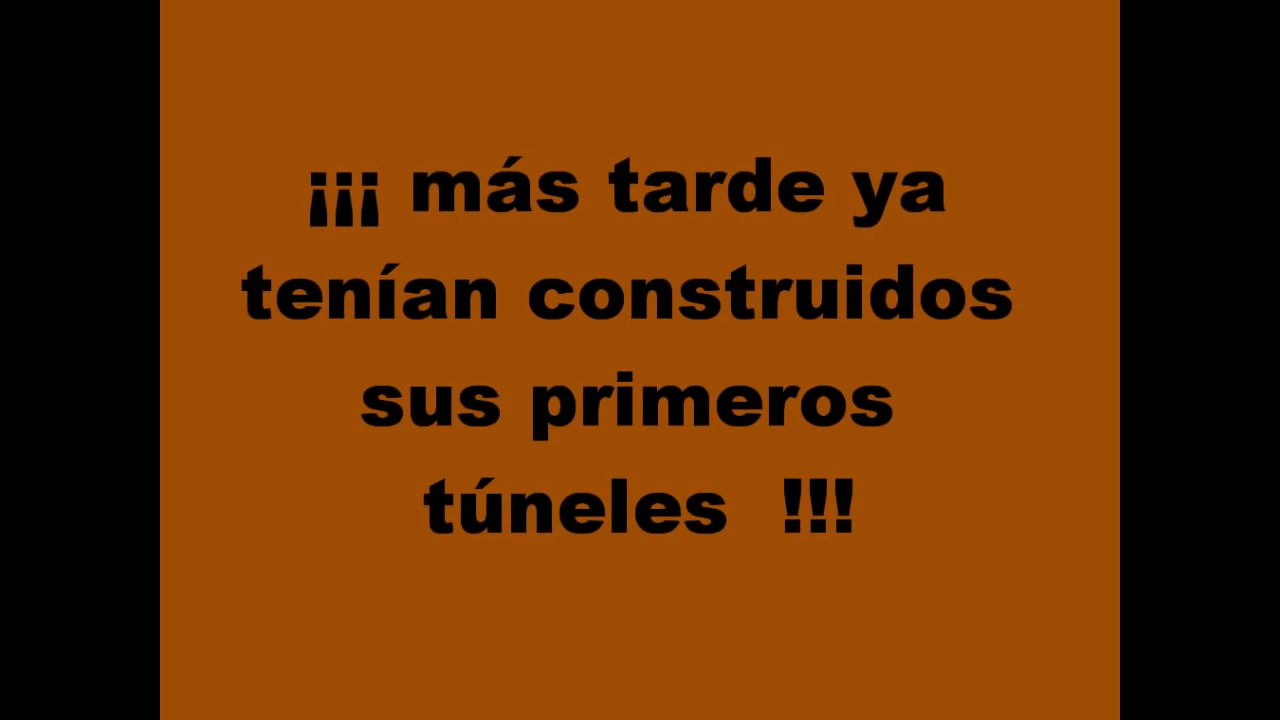 ¡¡¡ más tarde ya
tenían construidos
sus primeros
túneles  !!!